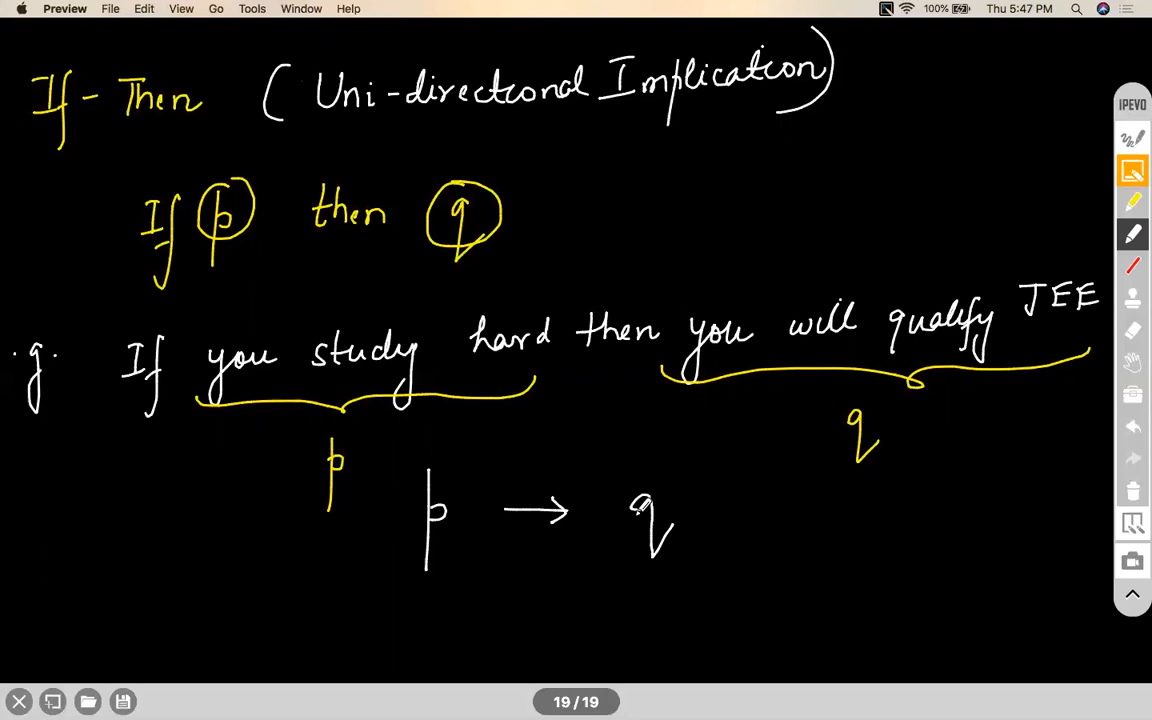 Preview File Edit View Go Tools Window Help 100% Thu 5:47 PM
IPEVO
If - Then ( Uni-directional Implication)
If p then q
.g. If you study hard then you will qualify JEE
p q
p → q
19 / 19